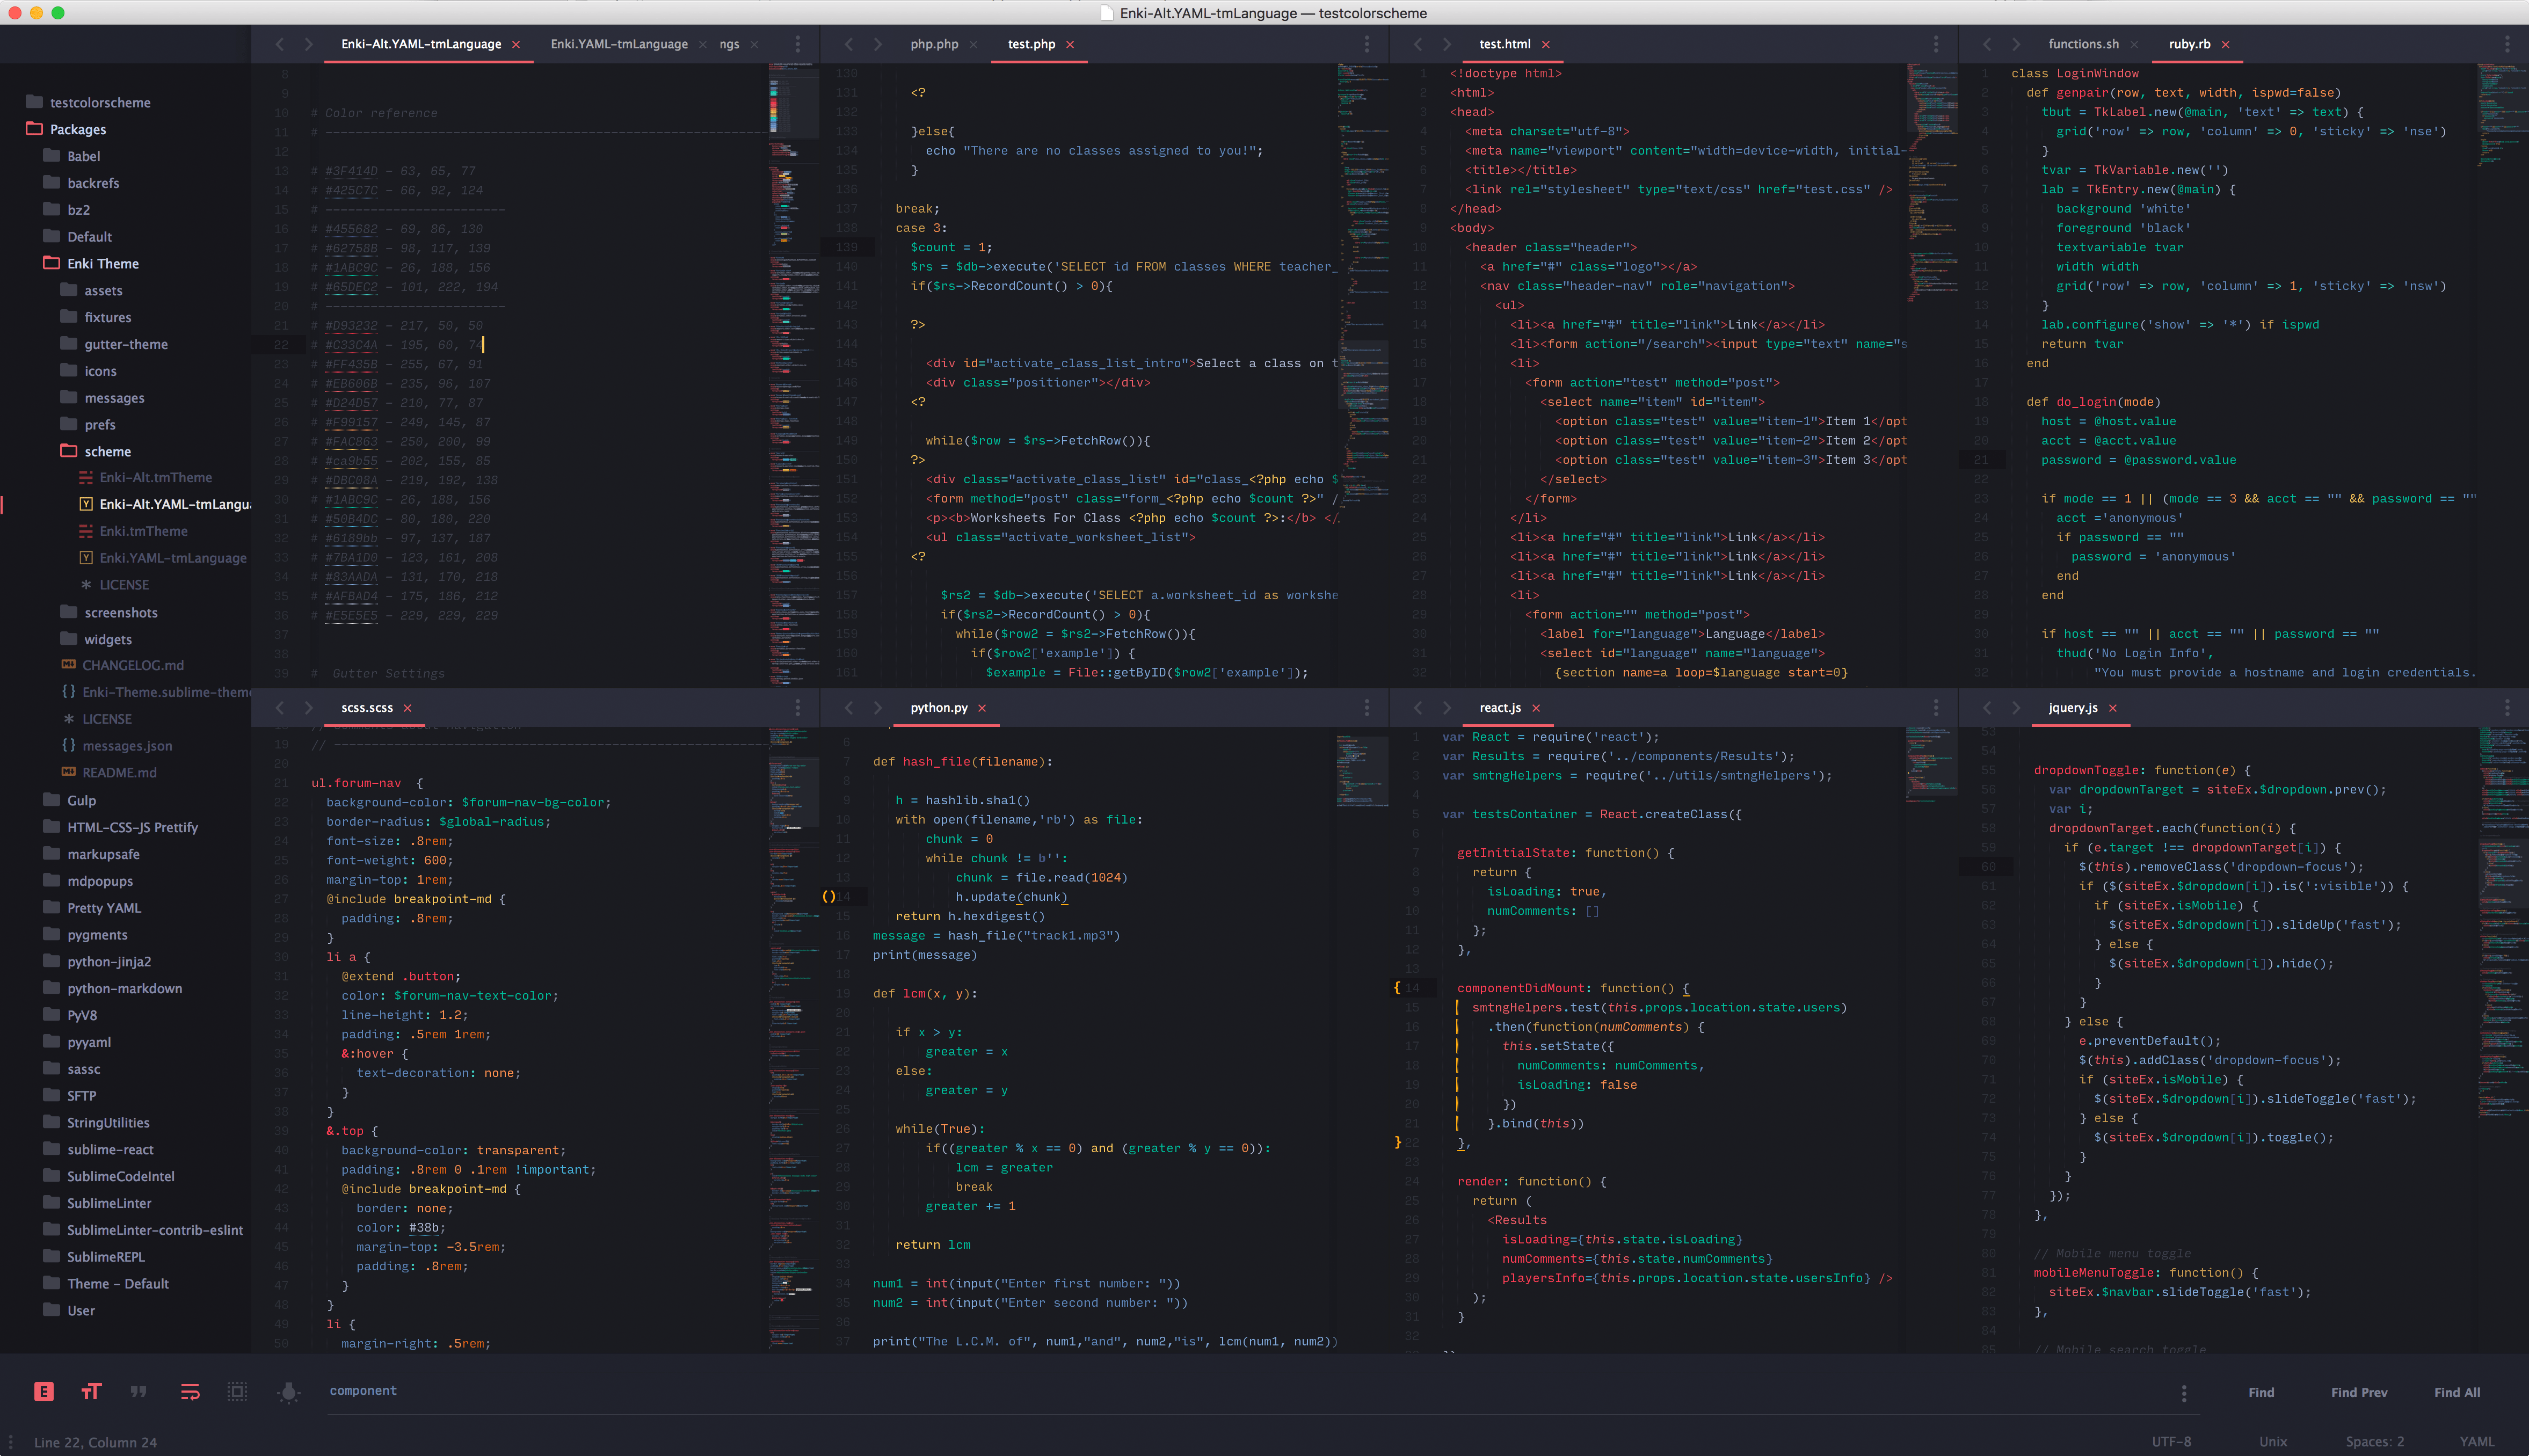 Enki-Alt.YAML-tmLanguage — testcolorscheme
testcolorscheme
Packages
Babel
backrefs
bz2
Default
Enki Theme
assets
fixtures
gutter-theme
icons
messages
prefs
scheme
Enki-Alt.tmTheme
Enki-Alt.YAML-tmLangu
Enki.tmTheme
Enki.YAML-tmLanguage
LICENSE
screenshots
widgets
CHANGELOG.md
Enki-Theme.sublime-them
LICENSE
messages.json
README.md
Gulp
HTML-CSS-JS Prettify
markupsafe
mdpopups
Pretty YAML
pygments
python-jinja2
python-markdown
PyV8
pyyaml
sassc
SFTP
StringUtilities
sublime-react
SublimeCodeIntel
SublimeLinter
SublimeLinter-contrib-eslint
SublimeREPL
Theme - Default
User
Enki-Alt.YAML-tmLanguage × Enki.YAML-tmLanguage × ngs ×
8
9
10 # Color reference
11 # -----------------------------------------------------------
12
13 # #3F414D - 63, 65, 77
14 # #425C7C - 66, 92, 124
15 # ------------------------
16 # #455682 - 69, 86, 130
17 # #62758B - 98, 117, 139
18 # #1ABC9C - 26, 188, 156
19 # #65DEC2 - 101, 222, 194
20 # ------------------------
21 # #D93232 - 217, 50, 50
22 # #C33C4A - 195, 60, 74
23 # #FF435B - 255, 67, 91
24 # #EB606B - 235, 96, 107
25 # #D24D57 - 210, 77, 87
26 # #F99157 - 249, 145, 87
27 # #FAC863 - 250, 200, 99
28 # #ca9b55 - 202, 155, 85
29 # #DBC08A - 219, 192, 138
30 # #1ABC9C - 26, 188, 156
31 # #50B4DC - 80, 180, 220
32 # #6189bb - 97, 137, 187
33 # #7BA1D0 - 123, 161, 208
34 # #83AADA - 131, 170, 218
35 # #AFBAD4 - 175, 186, 212
36 # #E5E5E5 - 229, 229, 229
37
38
39 # Gutter Settings
php.php × test.php ×
130
131 <?
132
133 }else{
134 echo "There are no classes assigned to you!";
135 }
136
137 break;
138 case 3:
139 $count = 1;
140 $rs = $db->execute('SELECT id FROM classes WHERE teacher_
141 if($rs->RecordCount() > 0){
142
143 ?>
144
145 <div id="activate_class_list_intro">Select a class on t
146 <div class="positioner"></div>
147 <?
148
149 while($row = $rs->FetchRow()){
150 ?>
151 <div class="activate_class_list" id="class_<?php echo $
152 <form method="post" class="form_<?php echo $count ?>" /
153 <p><b>Worksheets For Class <?php echo $count ?>:</b> </
154 <ul class="activate_worksheet_list">
155 <?
156
157 $rs2 = $db->execute('SELECT a.worksheet_id as workshe
158 if($rs2->RecordCount() > 0){
159 while($row2 = $rs2->FetchRow()){
160 if($row2['example']) {
161 $example = File::getByID($row2['example']);
test.html ×
1 <!doctype html>
2 <html>
3 <head>
4 <meta charset="utf-8">
5 <meta name="viewport" content="width=device-width, initial-
6 <title></title>
7 <link rel="stylesheet" type="text/css" href="test.css" />
8 </head>
9 <body>
10 <header class="header">
11 <a href="#" class="logo"></a>
12 <nav class="header-nav" role="navigation">
13 <ul>
14 <li><a href="#" title="link">Link</a></li>
15 <li><form action="/search"><input type="text" name="s
16 <li>
17 <form action="test" method="post">
18 <select name="item" id="item">
19 <option class="test" value="item-1">Item 1</opt
20 <option class="test" value="item-2">Item 2</opt
21 <option class="test" value="item-3">Item 3</opt
22 </select>
23 </form>
24 </li>
25 <li><a href="#" title="link">Link</a></li>
26 <li><a href="#" title="link">Link</a></li>
27 <li><a href="#" title="link">Link</a></li>
28 <li>
29 <form action="" method="post">
30 <label for="language">Language</label>
31 <select id="language" name="language">
32 {section name=a loop=$language start=0}
functions.sh × ruby.rb ×
1 class LoginWindow
2 def genpair(row, text, width, ispwd=false)
3 tbut = TkLabel.new(@main, 'text' => text) {
4 grid('row' => row, 'column' => 0, 'sticky' => 'nse')
5 }
6 tvar = TkVariable.new('')
7 lab = TkEntry.new(@main) {
8 background 'white'
9 foreground 'black'
10 textvariable tvar
11 width width
12 grid('row' => row, 'column' => 1, 'sticky' => 'nsw')
13 }
14 lab.configure('show' => '*') if ispwd
15 return tvar
16 end
17
18 def do_login(mode)
19 host = @host.value
20 acct = @acct.value
21 password = @password.value
22
23 if mode == 1 || (mode == 3 && acct == "" && password == ""
24 acct ='anonymous'
25 if password == ""
26 password = 'anonymous'
27 end
28 end
29
30 if host == "" || acct == "" || password == ""
31 thud('No Login Info',
32 "You must provide a hostname and login credentials.
scss.scss ×
19 // -----------------------------------------------------------
20
21 ul.forum-nav {
22 background-color: $forum-nav-bg-color;
23 border-radius: $global-radius;
24 font-size: .8rem;
25 font-weight: 600;
26 margin-top: 1rem;
27 @include breakpoint-md {
28 padding: .8rem;
29 }
30 li a {
31 @extend .button;
32 color: $forum-nav-text-color;
33 line-height: 1.2;
34 padding: .5rem 1rem;
35 &:hover {
36 text-decoration: none;
37 }
38 }
39 &.top {
40 background-color: transparent;
41 padding: .8rem 0 .1rem !important;
42 @include breakpoint-md {
43 border: none;
44 color: #38b;
45 margin-top: -3.5rem;
46 padding: .8rem;
47 }
48 }
49 li {
50 margin-right: .5rem;
python.py ×
6
7 def hash_file(filename):
8
9 h = hashlib.sha1()
10 with open(filename,'rb') as file:
11 chunk = 0
12 while chunk != b'':
13 chunk = file.read(1024)
14 h.update(chunk)
15 return h.hexdigest()
16 message = hash_file("track1.mp3")
17 print(message)
18
19 def lcm(x, y):
20
21 if x > y:
22 greater = x
23 else:
24 greater = y
25
26 while(True):
27 if((greater % x == 0) and (greater % y == 0)):
28 lcm = greater
29 break
30 greater += 1
31
32 return lcm
33
34 num1 = int(input("Enter first number: "))
35 num2 = int(input("Enter second number: "))
36
37 print("The L.C.M. of", num1,"and", num2,"is", lcm(num1, num2))
react.js ×
1 var React = require('react');
2 var Results = require('../components/Results');
3 var smtngHelpers = require('../utils/smtngHelpers');
4
5 var testsContainer = React.createClass({
6
7 getInitialState: function() {
8 return {
9 isLoading: true,
10 numComments: []
11 };
12 },
13
14 componentDidMount: function() {
15 smtngHelpers.test(this.props.location.state.users)
16 .then(function(numComments) {
17 this.setState({
18 numComments: numComments,
19 isLoading: false
20 })
21 }.bind(this))
22 },
23
24 render: function() {
25 return (
26 <Results
27 isLoading={this.state.isLoading}
28 numComments={this.state.numComments}
29 playersInfo={this.props.location.state.usersInfo} />
30 );
31 }
32
jquery.js ×
53
54
55 dropdownToggle: function(e) {
56 var dropdownTarget = siteEx.$dropdown.prev();
57 var i;
58 dropdownTarget.each(function(i) {
59 if (e.target !== dropdownTarget[i]) {
60 $(this).removeClass('dropdown-focus');
61 if ($(siteEx.$dropdown[i]).is(':visible')) {
62 if (siteEx.isMobile) {
63 $(siteEx.$dropdown[i]).slideUp('fast');
64 } else {
65 $(siteEx.$dropdown[i]).hide();
66 }
67 }
68 } else {
69 e.preventDefault();
70 $(this).addClass('dropdown-focus');
71 if (siteEx.isMobile) {
72 $(siteEx.$dropdown[i]).slideToggle('fast');
73 } else {
74 $(siteEx.$dropdown[i]).toggle();
75 }
76 }
77 });
78 },
79
80 // Mobile menu toggle
81 mobileMenuToggle: function() {
82 siteEx.$navbar.slideToggle('fast');
83 },
84
85 // Mobile search toggle
component
Find Find Prev Find All
Line 22, Column 24
UTF-8 Unix Spaces: 2 YAML